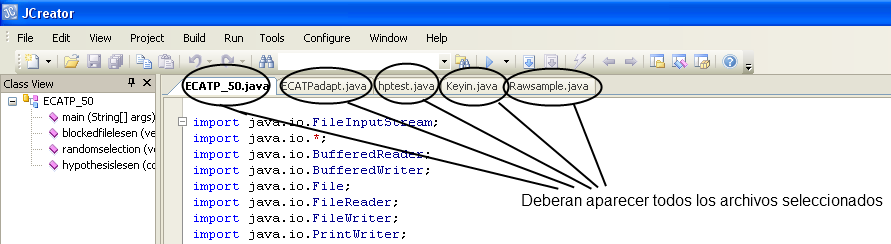 JCreator
File Edit View Project Build Run Tools Configure Window Help
Class View
ECATP_50.java ECATPadapt.java hptest.java Keyin.java Rawsample.java
ECATP_50
main (String[] args)
blockedfilelesen (ve
randomselection (vo
hypothesislesen (co
import java.io.FileInputStream;
import java.io.*;
import java.io.BufferedReader;
import java.io.BufferedWriter;
import java.io.File;
import java.io.FileReader;
import java.io.FileWriter;
import java.io.PrintWriter;
Deberan aparecer todos los archivos seleccionados